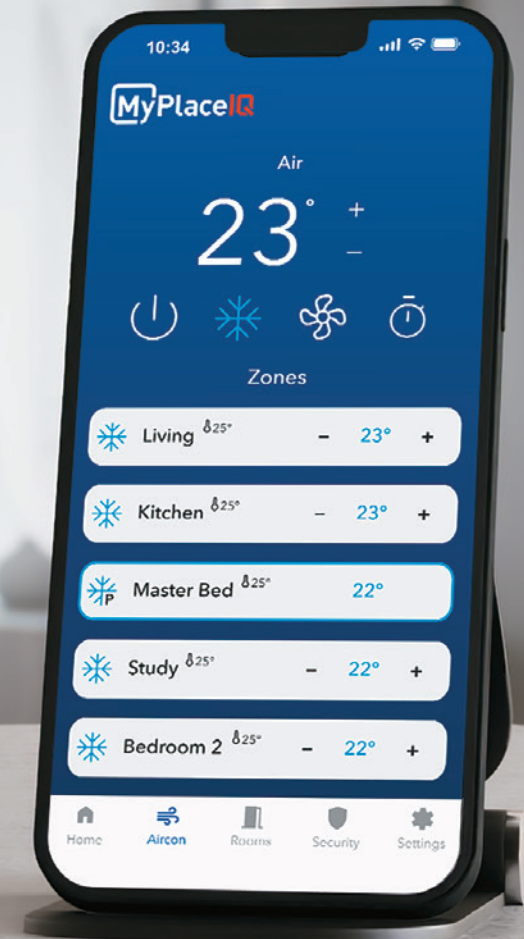 10:34
MyPlaceIQ
Air
23°
+
−
Zones
Living 25° − 23° +
Kitchen 25° − 23° +
P Master Bed 25° 22°
Study 25° − 22° +
Bedroom 2 25° − 22° +
Home Aircon Rooms Security Settings